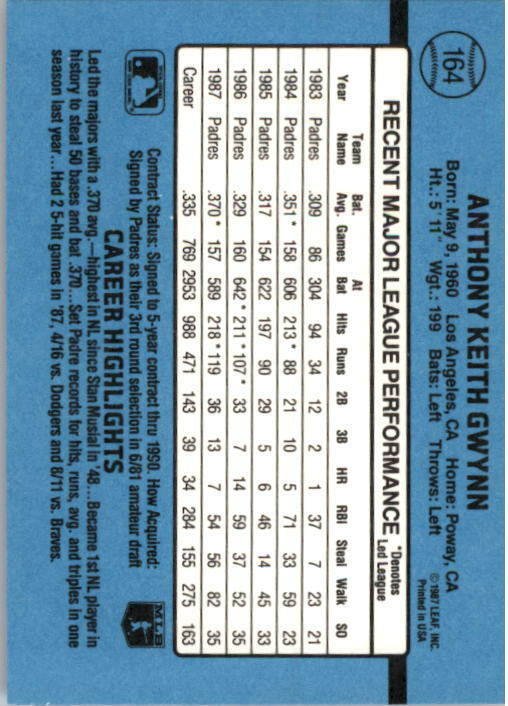 164
ANTHONY KEITH GWYNN
Born: May 9, 1960 Los Angeles, CA Home: Poway, CA
Ht.: 5' 11" Wgt.: 199 Bats: Left Throws: Left
© 1987 LEAF, INC.
Printed in USA
RECENT MAJOR LEAGUE PERFORMANCE *Denotes Led League
Year Team Name Bat. Avg. Games At Bat Hits Runs 2B 3B HR RBI Steal Walk SO
1983 Padres .309 86 304 94 34 12 2 1 37 7 23 21
1984 Padres .351* 158 606 213* 88 21 10 5 71 33 59 23
1985 Padres .317 154 622 197 90 29 5 6 46 14 45 33
1986 Padres .329 160 642* 211* 107* 33 7 14 59 37 52 35
1987 Padres .370* 157 589 218* 119 36 13 7 54 56 82 35
Career .335 769 2953 988 471 143 39 34 284 155 275 163
Contract Status: Signed to 5-year contract thru 1990. How Acquired:
Signed by Padres as their 3rd round selection in 6/81 amateur draft
MLB
CAREER HIGHLIGHTS
Led the majors with a .370 avg.—highest in NL since Stan Musial in '48...Became 1st NL player in
history to steal 50 bases and bat .370...Set Padre records for hits, runs, avg. and triples in one
season last year...Had 2 5-hit games in '87, 4/16 vs. Dodgers and 8/11 vs. Braves.